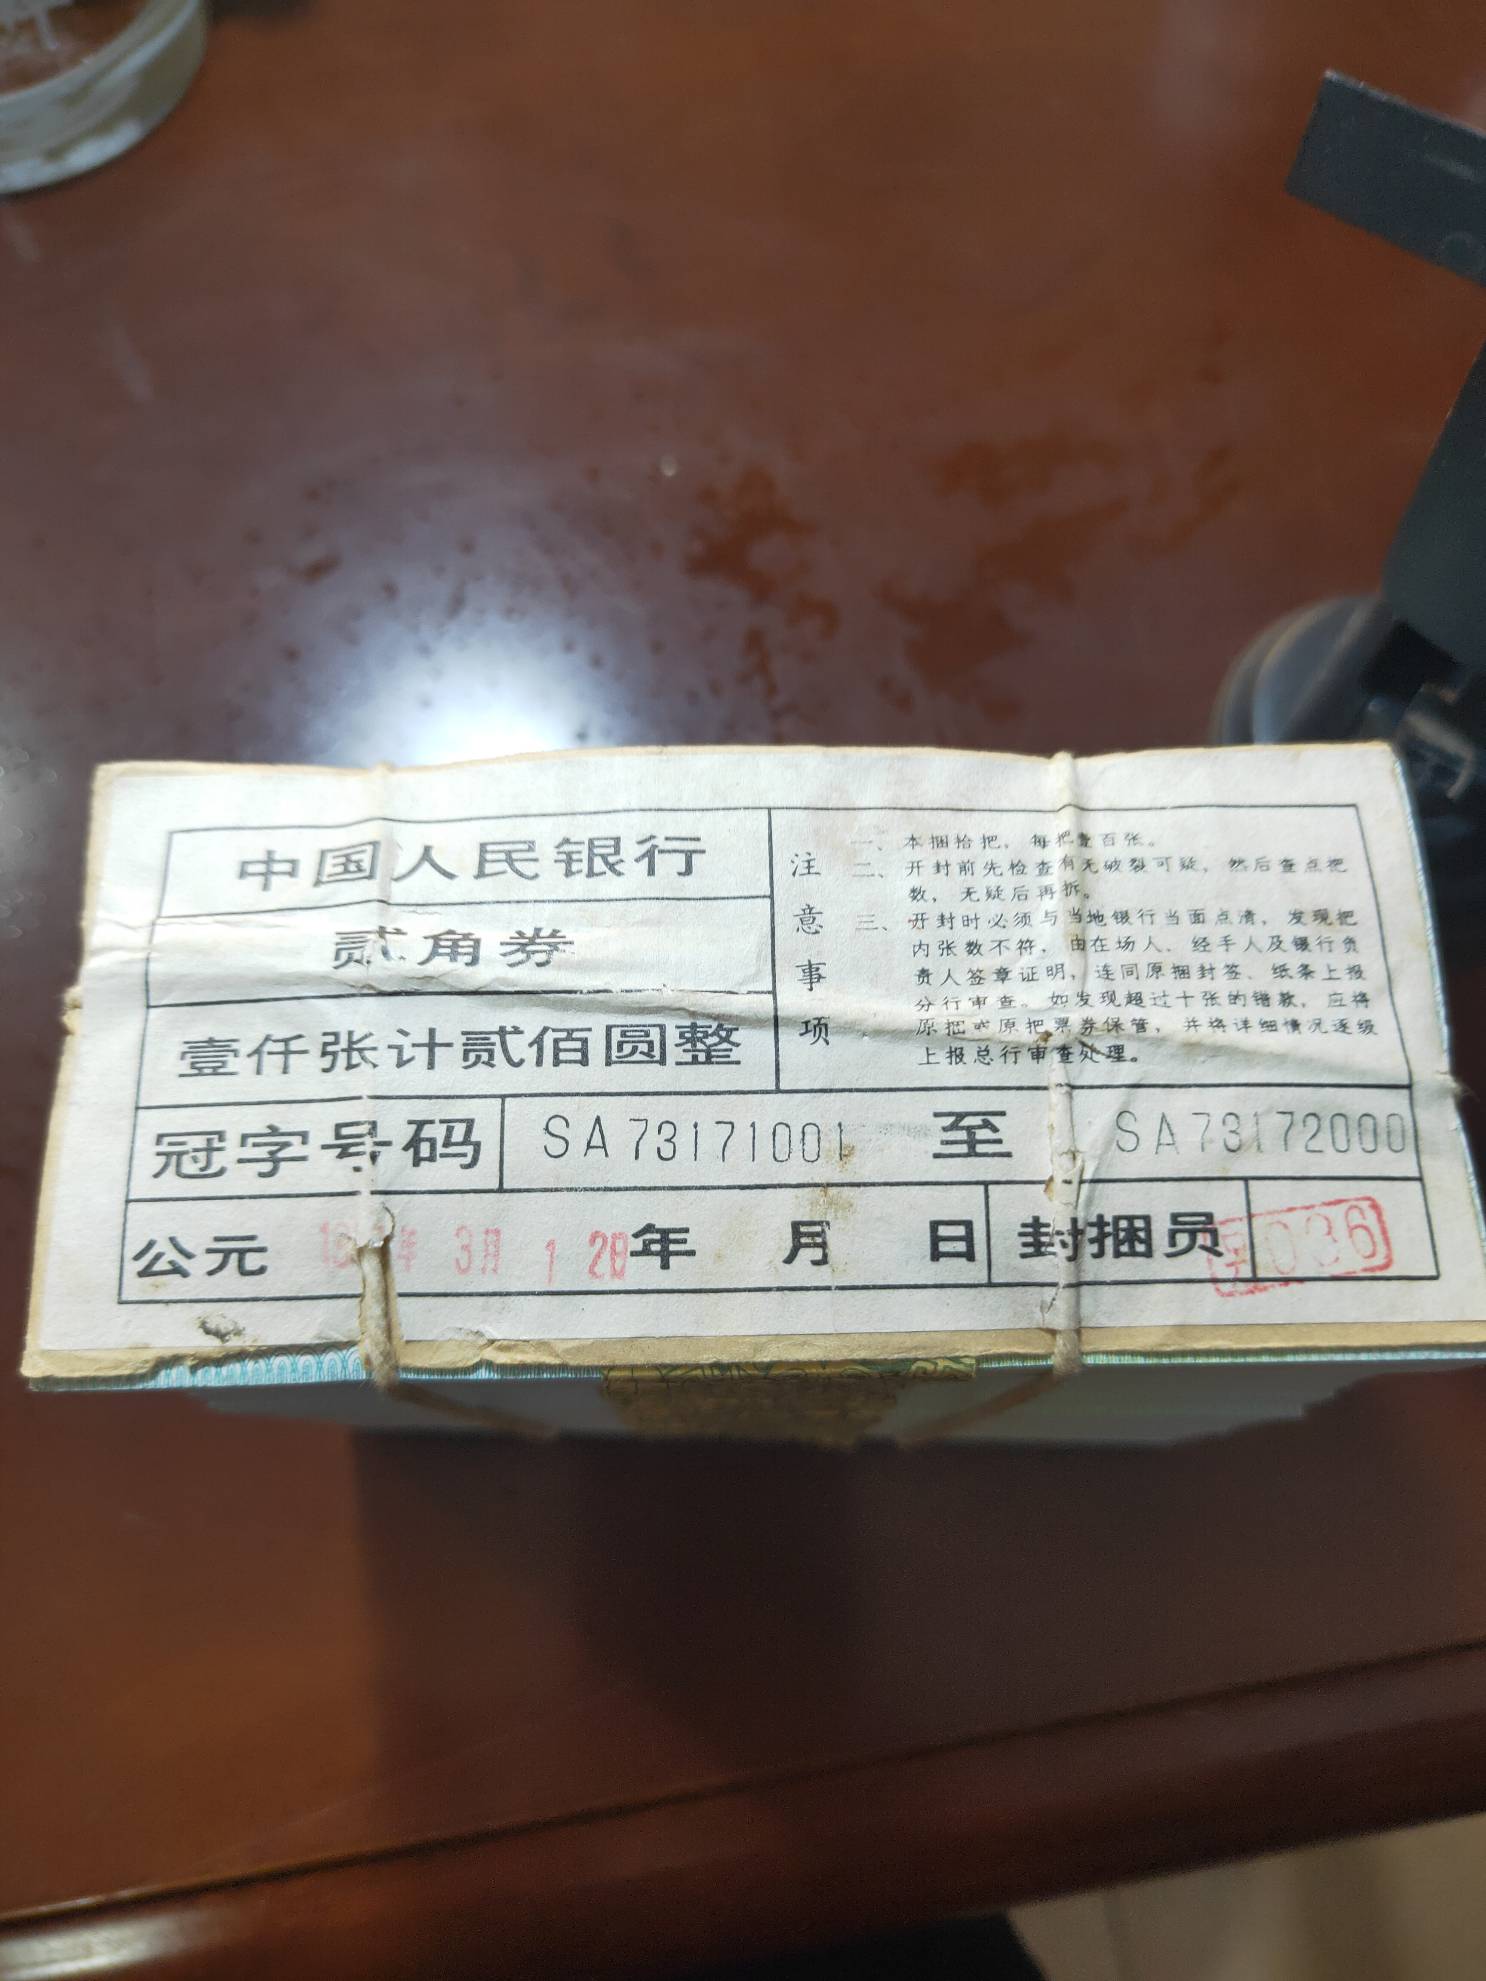 中国人民银行
贰角券
壹仟张计贰佰圆整
注意事项
一、本捆拾把，每把壹百张。
二、开封前先检查有无破裂可疑，然后查点把
数，无疑后再拆。
三、开封时必须与当地银行当面点清，发现把
内张数不符，由在场人、经手人及银行负
责人签章证明，连同原捆封签、纸条上报
分行审查。如发现超过十张的错款，应将
原把或原把票券保管，并将详细情况逐级
上报总行审查处理。
冠字号码 SA73171001 至 SA73172000
公元 3月 1 2日 年 月 日 封捆员 036